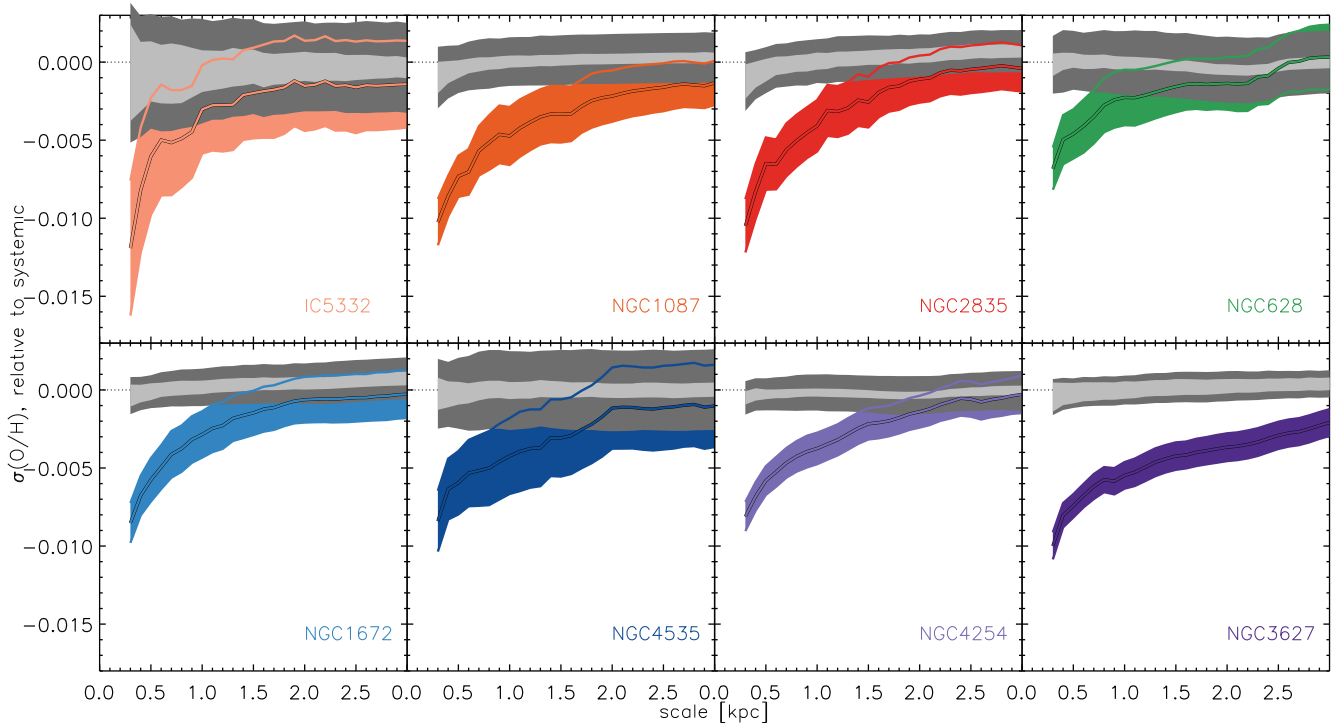 0.000
−0.005
−0.010
−0.015
IC5332
NGC1087
NGC2835
NGC628
σ(O/H), relative to systemic
0.000
−0.005
−0.010
−0.015
NGC1672
NGC4535
NGC4254
NGC3627
0.0 0.5 1.0 1.5 2.0 2.5 0.0 0.5 1.0 1.5 2.0 2.5 0.0 0.5 1.0 1.5 2.0 2.5 0.0 0.5 1.0 1.5 2.0 2.5
scale [kpc]